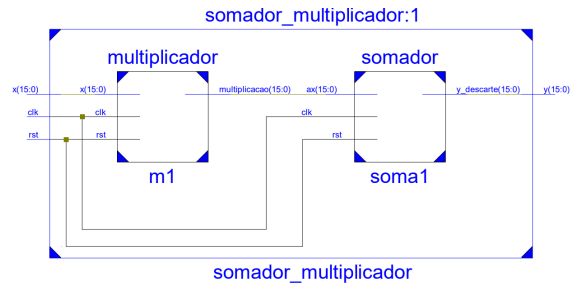 somador_multiplicador:1
multiplicador somador
x(15:0) x(15:0) multiplicacao(15:0) ax(15:0) y_descarte(15:0) y(15:0)
clk clk clk
rst rst rst
m1 soma1
somador_multiplicador